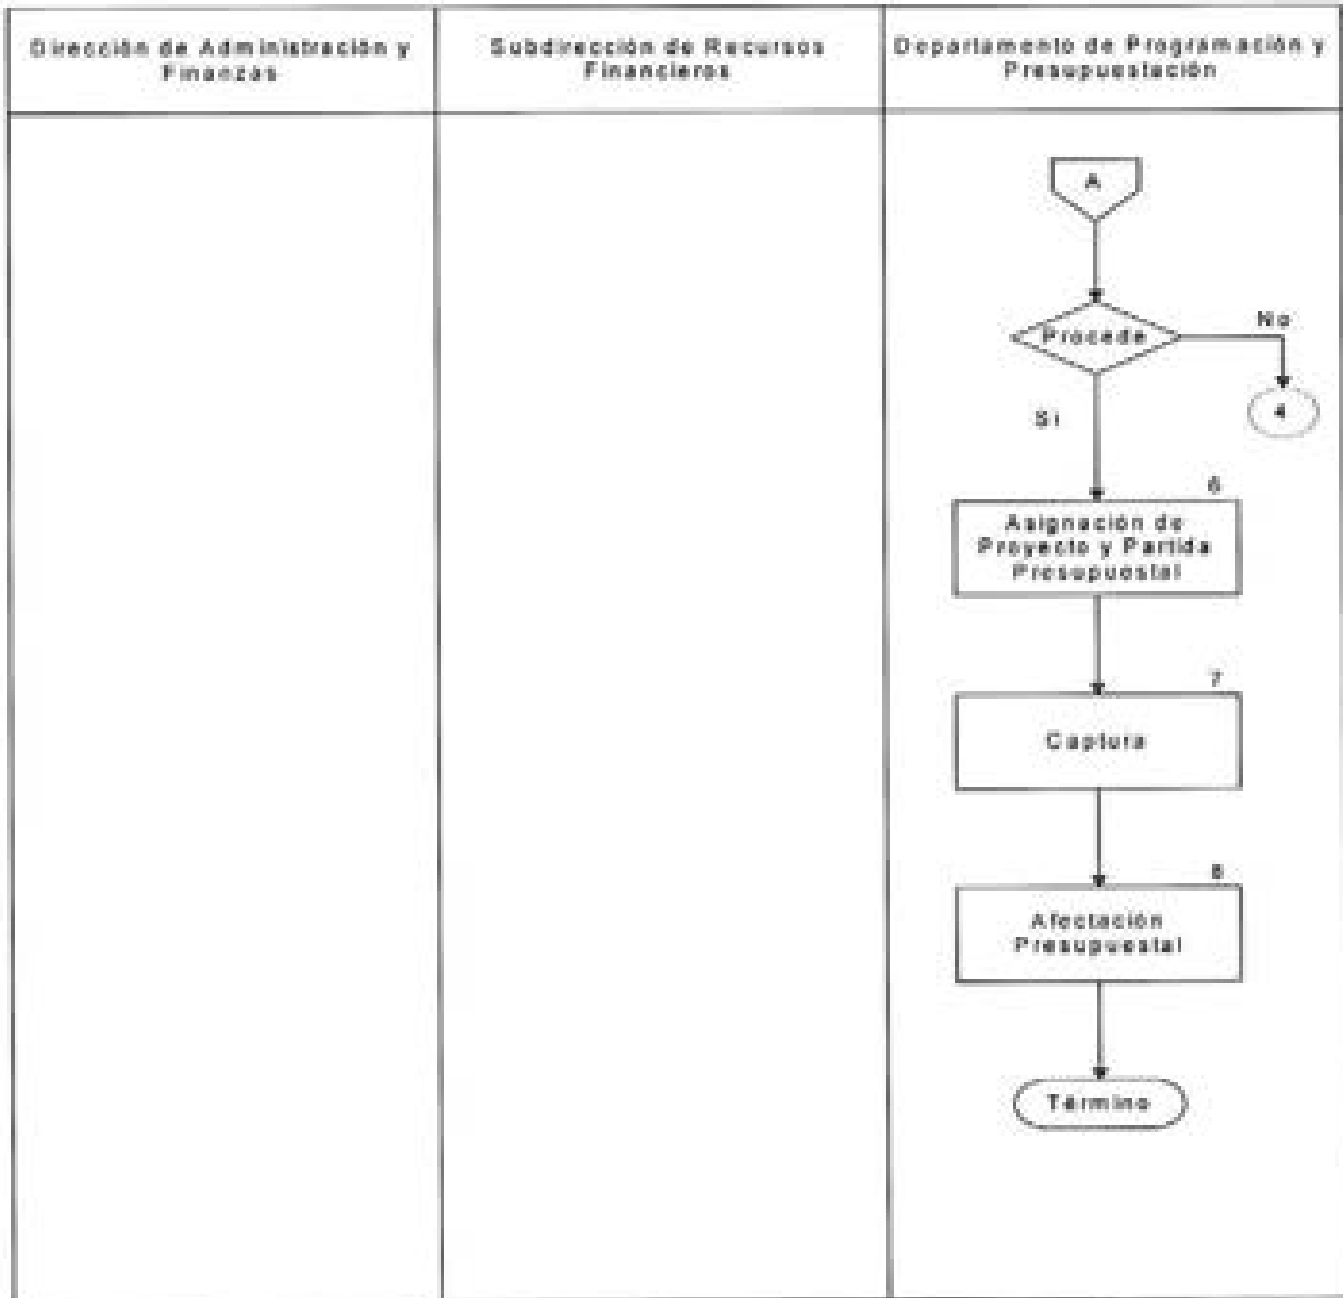 Dirección de Administración y
Finanzas
Subdirección de Recursos
Financieros
Departamento de Programación y
Presupuestación
A
Procede
No
4
Si
6
Asignación de
Proyecto y Partida
Presupuestal
7
Captura
8
Afectación
Presupuestal
Término